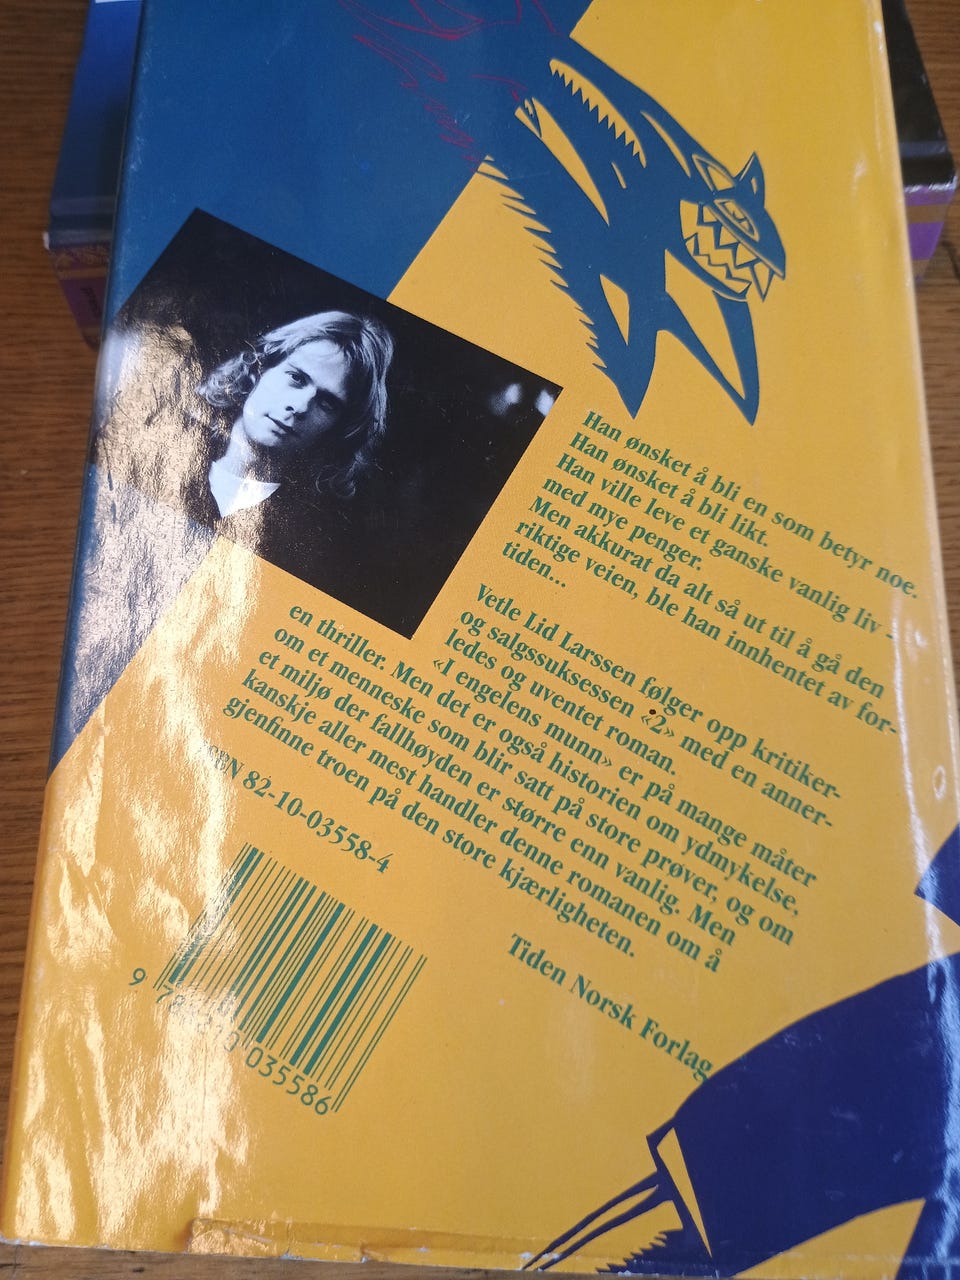 Han ønsket å bli en som betyr noe.
Han ønsket å bli likt.
Han ville leve et ganske vanlig liv -
med mye penger.
Men akkurat da alt så ut til å gå den
riktige veien, ble han innhentet av for-
tiden...
Vetle Lid Larssen følger opp kritiker-
og salgssuksessen «2» med en anner-
ledes og uventet roman.
«I engelens munn» er på mange måter
en thriller. Men det er også historien om ydmykelse,
om et menneske som blir satt på store prøver, og om
et miljø der fallhøyden er større enn vanlig. Men
kanskje aller mest handler denne romanen om å
gjenfinne troen på den store kjærligheten.
Tiden Norsk Forlag
ISBN 82-10-03558-4
9 035586